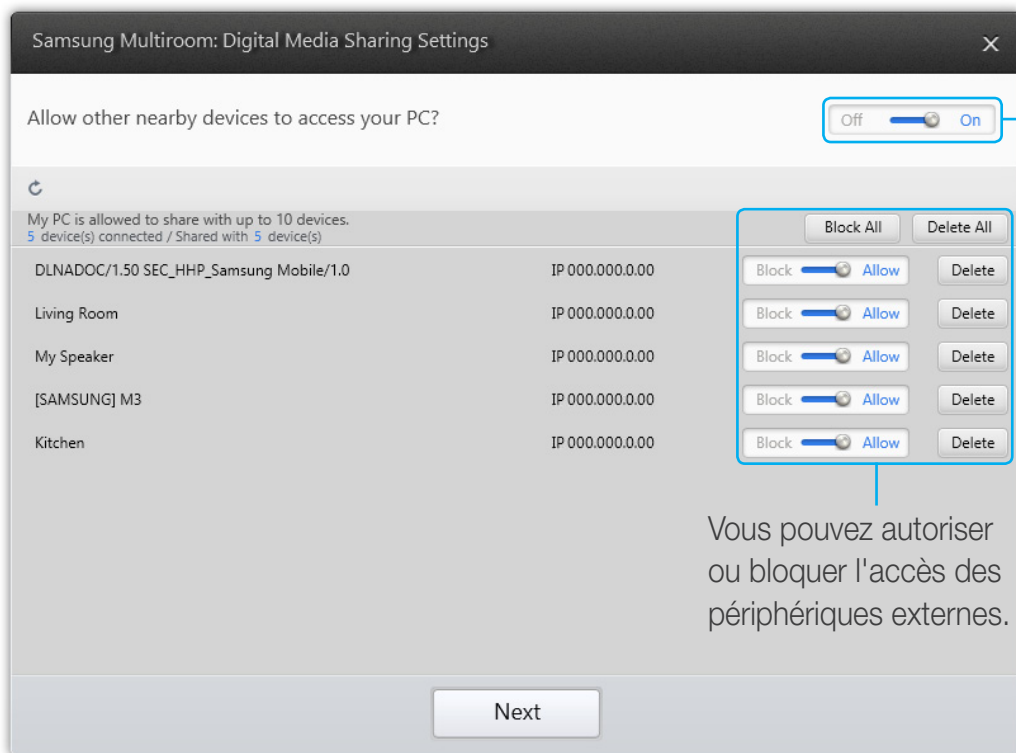 Samsung Multiroom: Digital Media Sharing Settings
Allow other nearby devices to access your PC?
Off On
My PC is allowed to share with up to 10 devices.
5 device(s) connected / Shared with 5 device(s)
Block All Delete All
DLNADOC/1.50 SEC_HHP_Samsung Mobile/1.0 IP 000.000.0.00 Block Allow Delete
Living Room IP 000.000.0.00 Block Allow Delete
My Speaker IP 000.000.0.00 Block Allow Delete
[SAMSUNG] M3 IP 000.000.0.00 Block Allow Delete
Kitchen IP 000.000.0.00 Block Allow Delete
Vous pouvez autoriser
ou bloquer l'accès des
périphériques externes.
Next